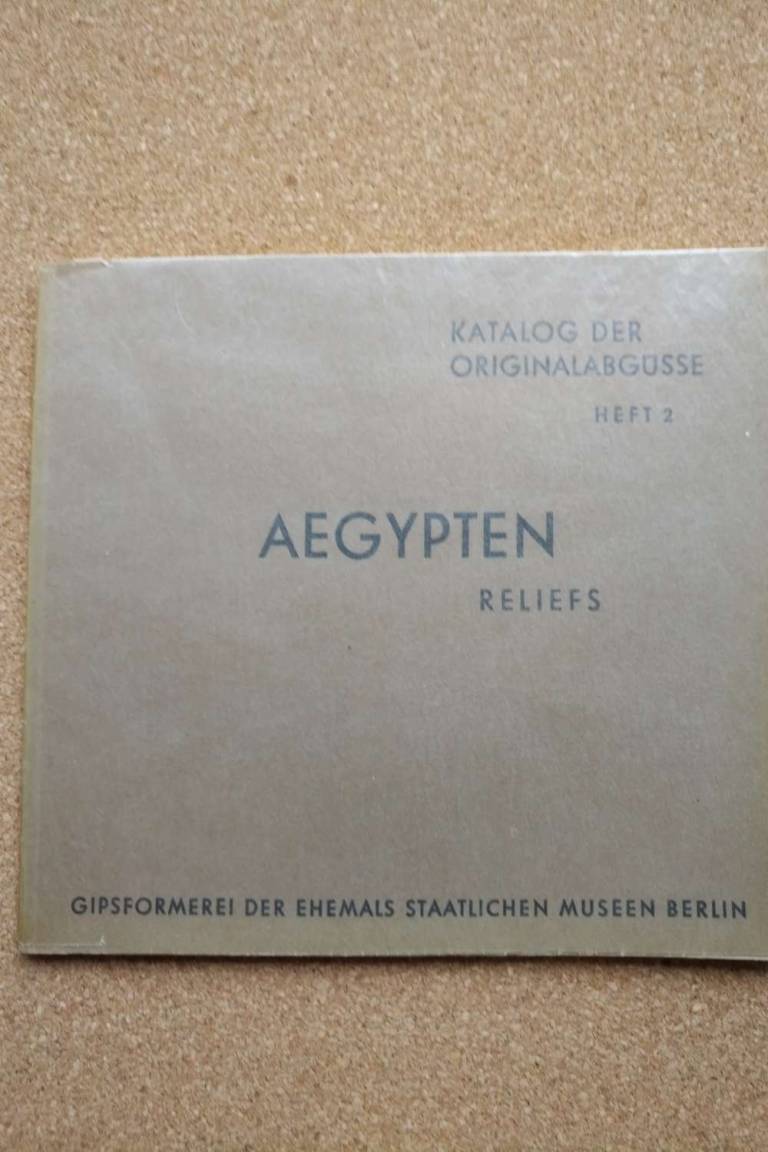 KATALOG DER
ORIGINALABGÜSSE
HEFT 2
AEGYPTEN
RELIEFS
GIPSFORMEREI DER EHEMALS STAATLICHEN MUSEEN BERLIN